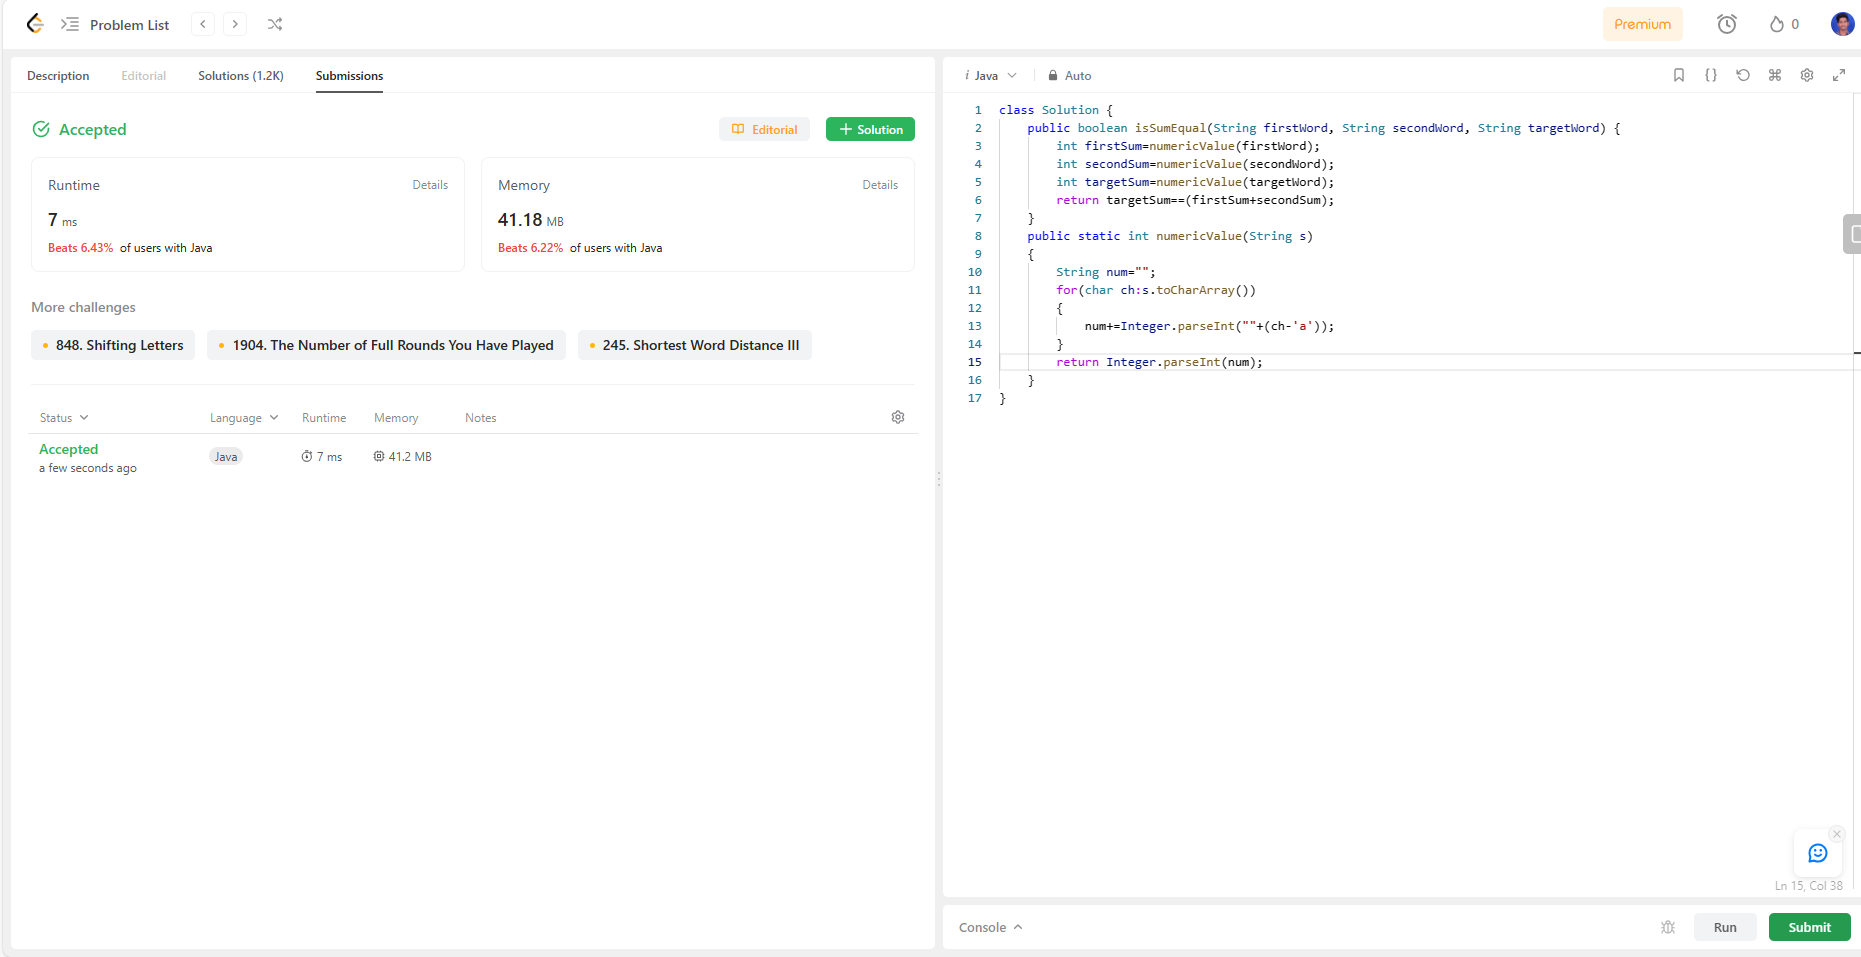 Problem List
Premium
0
Description Editorial Solutions (1.2K) Submissions
Accepted
Editorial
Solution
Runtime Details
7 ms
Beats 6.43% of users with Java
Memory Details
41.18 MB
Beats 6.22% of users with Java
More challenges
848. Shifting Letters
1904. The Number of Full Rounds You Have Played
245. Shortest Word Distance III
Status Language Runtime Memory Notes
Accepted
a few seconds ago
Java 7 ms 41.2 MB
i Java Auto
1 class Solution {
2 public boolean isSumEqual(String firstWord, String secondWord, String targetWord) {
3 int firstSum=numericValue(firstWord);
4 int secondSum=numericValue(secondWord);
5 int targetSum=numericValue(targetWord);
6 return targetSum==(firstSum+secondSum);
7 }
8 public static int numericValue(String s)
9 {
10 String num="";
11 for(char ch:s.toCharArray())
12 {
13 num+=Integer.parseInt(""+(ch-'a'));
14 }
15 return Integer.parseInt(num);
16 }
17 }
Ln 15, Col 38
Console
Run
Submit